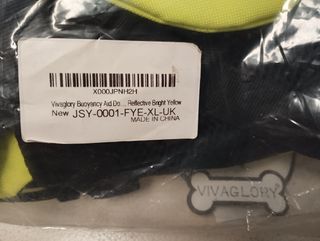 X000JPNH2H
Vivaglory Buoyancy Aid Do... Reflective Bright Yellow
New JSY-0001-FYE-XL-UK
MADE IN CHINA
VIVAGLORY